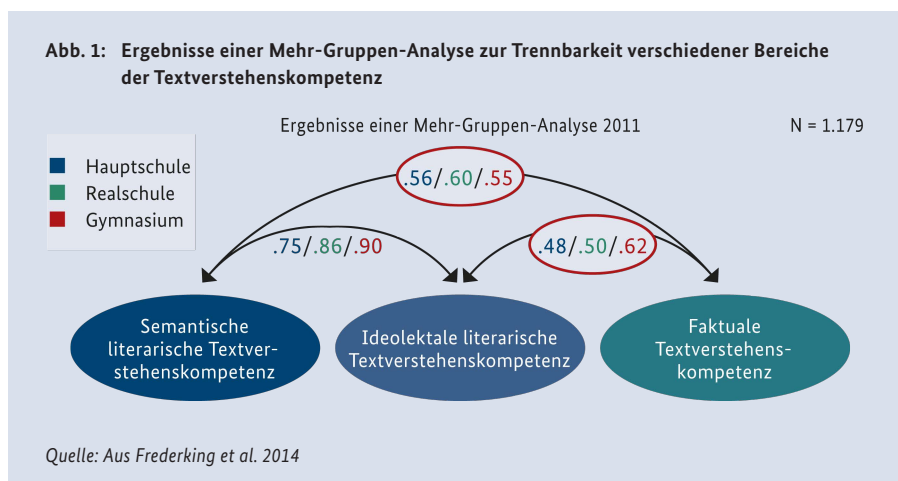 Abb. 1: Ergebnisse einer Mehr-Gruppen-Analyse zur Trennbarkeit verschiedener Bereiche
der Textverstehenskompetenz
Ergebnisse einer Mehr-Gruppen-Analyse 2011
N = 1.179
Hauptschule
Realschule
Gymnasium
.56/.60/.55
.75/.86/.90
.48/.50/.62
Semantische
literarische Textver-
stehenskompetenz
Ideolektale literarische
Textverstehenskompetenz
Faktuale
Textverstehens-
kompetenz
Quelle: Aus Frederking et al. 2014